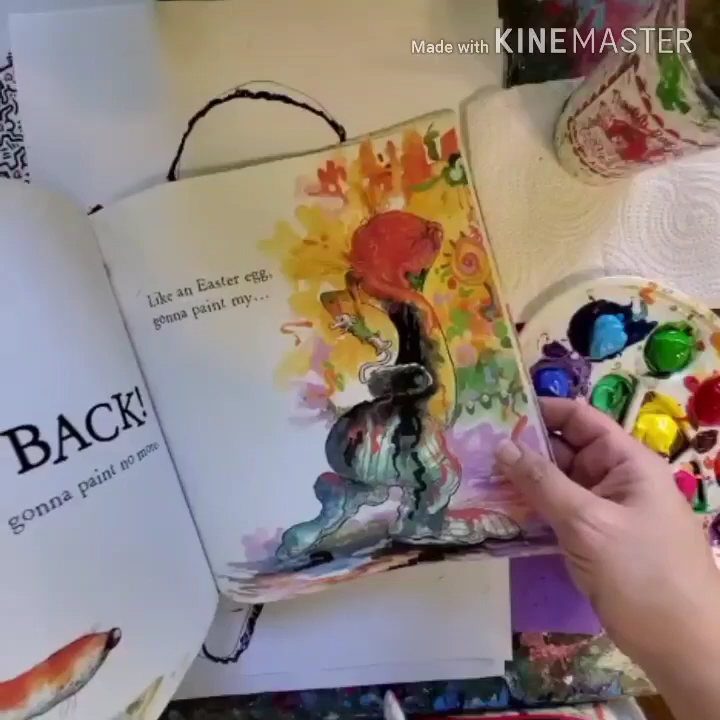 Made with KINEMASTER
BACK!
gonna paint no more.
Like an Easter egg,
gonna paint my...